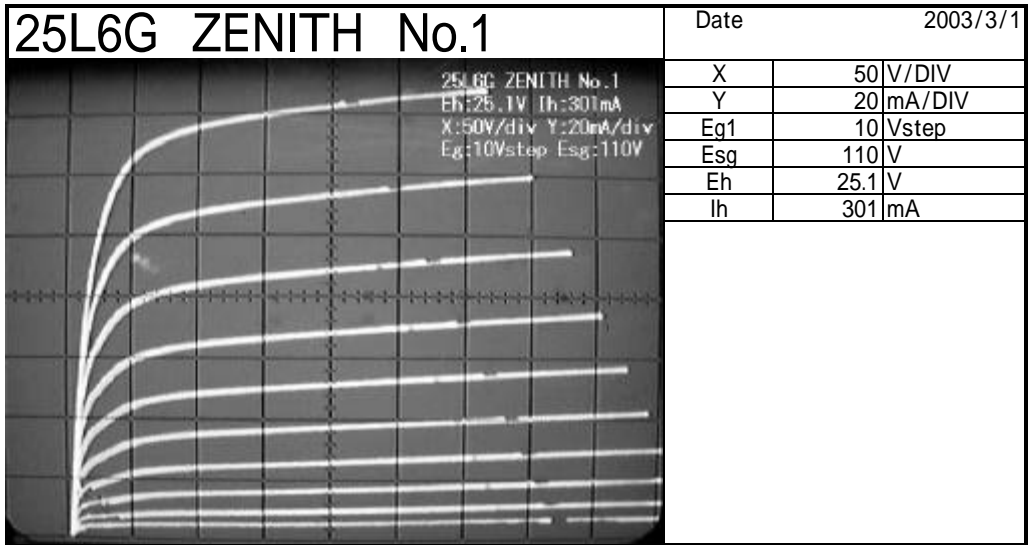 25L6G ZENITH No.1
Date 2003/3/1
25L6G ZENITH No.1
Eh:25.1V Ih:301mA
X:50V/div Y:20mA/div
Eg:10Vstep Esg:110V
X 50 V/DIV
Y 20 mA/DIV
Eg1 10 Vstep
Esg 110 V
Eh 25.1 V
Ih 301 mA